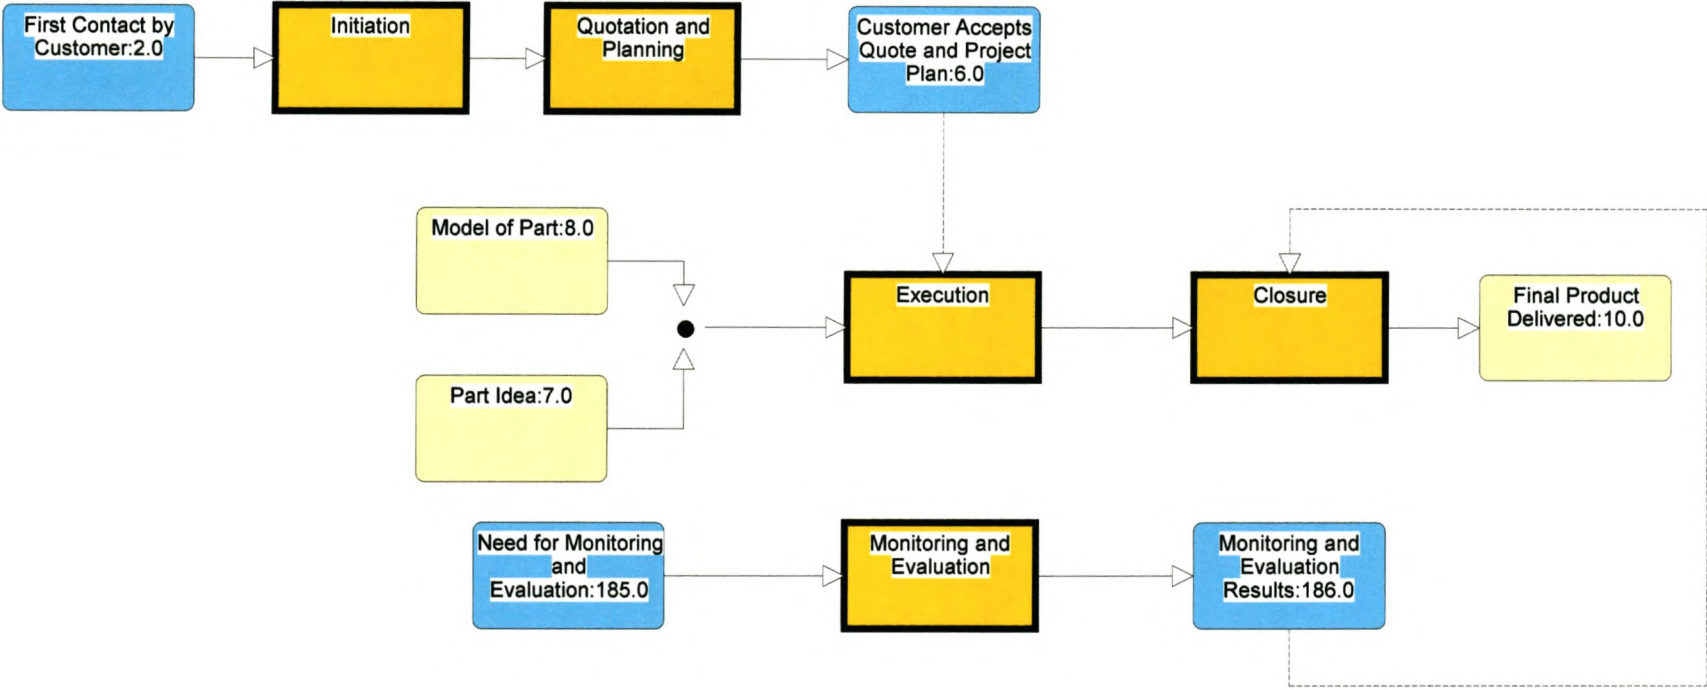 First Contact by
Customer:2.0
Initiation
Quotation and
Planning
Customer Accepts
Quote and Project
Plan:6.0
Model of Part:8.0
Execution
Closure
Final Product
Delivered:10.0
Part Idea:7.0
Need for Monitoring
and
Evaluation:185.0
Monitoring and
Evaluation
Monitoring and
Evaluation
Results:186.0